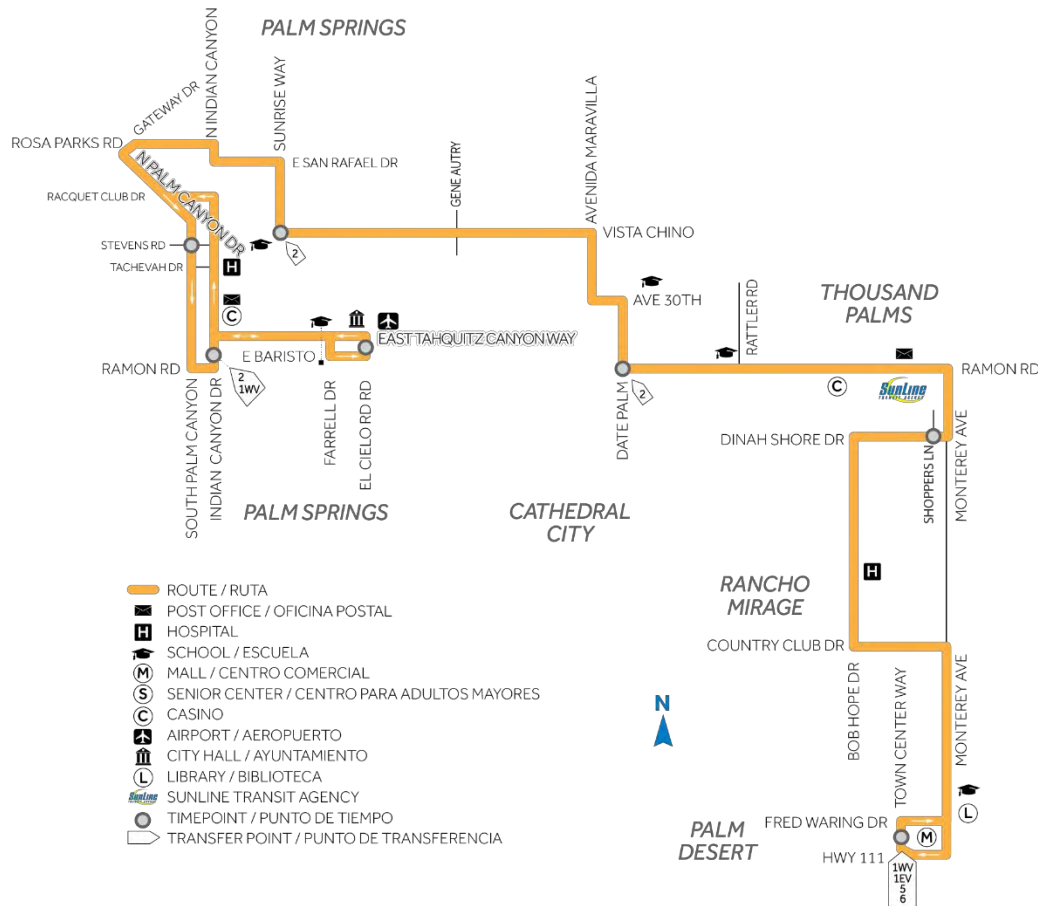 PALM SPRINGS
GATEWAY DR
N INDIAN CANYON
SUNRISE WAY
AVENIDA MARAVILLA
ROSA PARKS RD
N PALM CANYON DR
E SAN RAFAEL DR
GENE AUTRY
RACQUET CLUB DR
VISTA CHINO
2
STEVENS RD
TACHEVAH DR
H
C
AVE 30TH
RATTLER RD
THOUSAND
PALMS
EAST TAHQUITZ CANYON WAY
E BARISTO
RAMON RD
2
1WV
2
C
SunLine
TRANSIT AGENCY
RAMON RD
SOUTH PALM CANYON
INDIAN CANYON DR
FARRELL DR
EL CIELO RD RD
DATE PALM
DINAH SHORE DR
SHOPPERS LN
MONTEREY AVE
PALM SPRINGS
CATHEDRAL
CITY
H
RANCHO
MIRAGE
COUNTRY CLUB DR
BOB HOPE DR
TOWN CENTER WAY
MONTEREY AVE
N
ROUTE / RUTA
POST OFFICE / OFICINA POSTAL
H HOSPITAL
SCHOOL / ESCUELA
M MALL / CENTRO COMERCIAL
S SENIOR CENTER / CENTRO PARA ADULTOS MAYORES
C CASINO
AIRPORT / AEROPUERTO
CITY HALL / AYUNTAMIENTO
L LIBRARY / BIBLIOTECA
SunLine SUNLINE TRANSIT AGENCY
TIMEPOINT / PUNTO DE TIEMPO
TRANSFER POINT / PUNTO DE TRANSFERENCIA
PALM
DESERT
FRED WARING DR
L
M
HWY 111
1WV
1EV
5
6